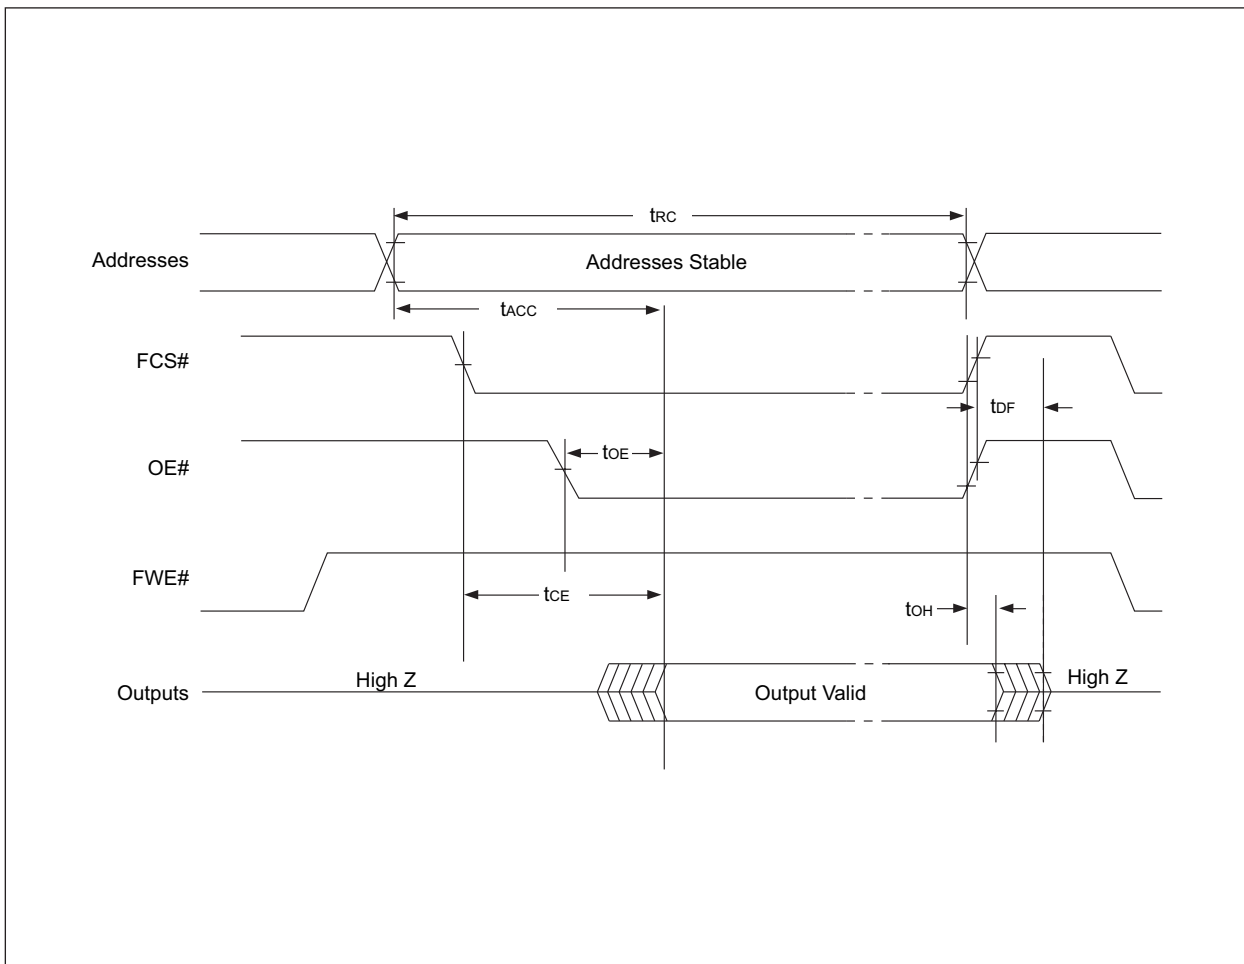 tRC
Addresses
Addresses Stable
tACC
FCS#
tDF
OE#
tOE
FWE#
tCE
tOH
Outputs
High Z
Output Valid
High Z